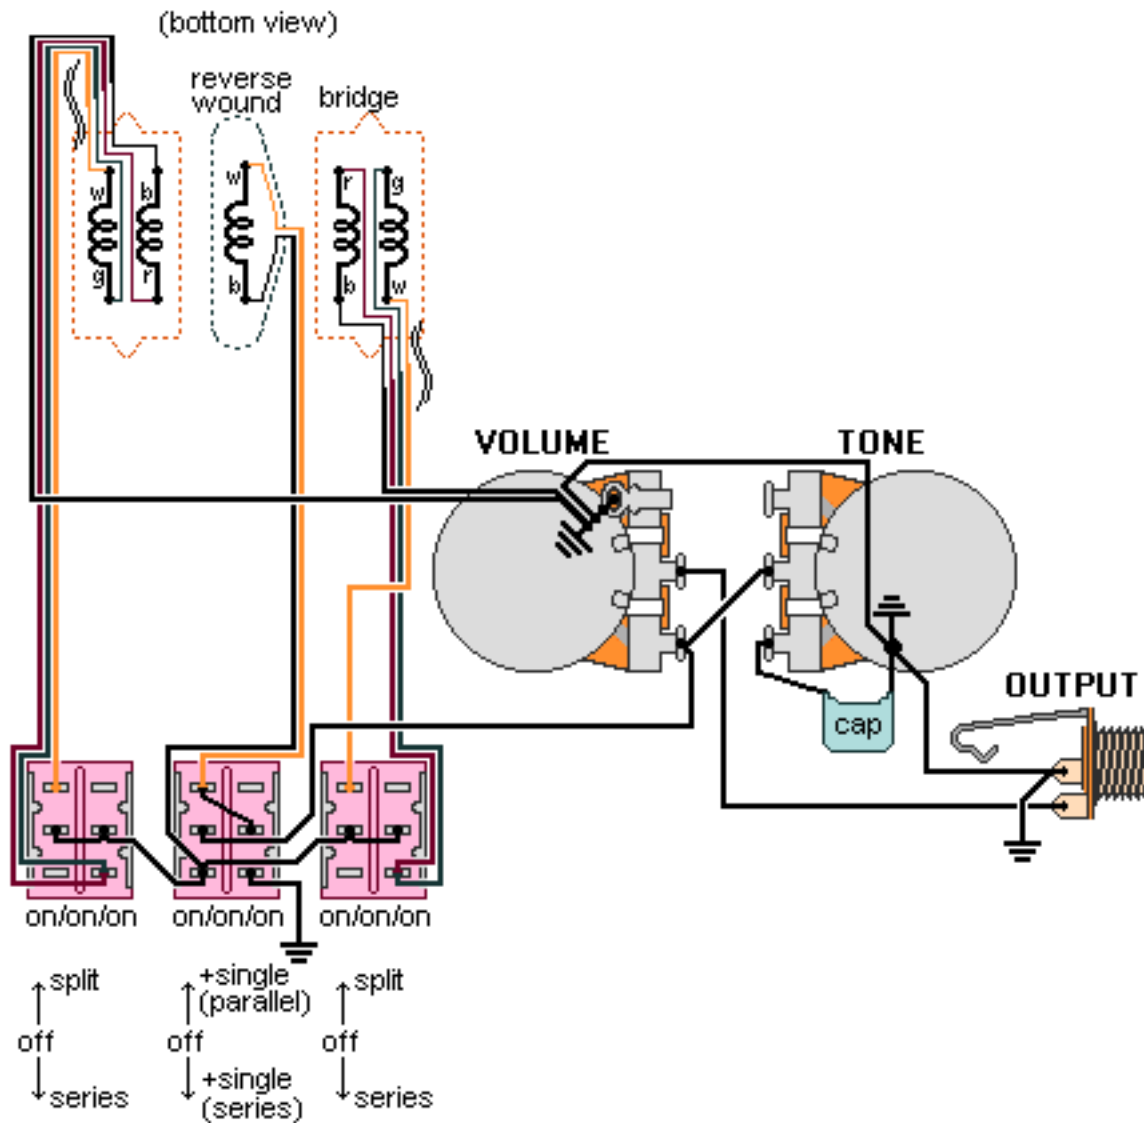 (bottom view)
reverse
wound
bridge
w
b
g
r
w
b
r
g
b
w
VOLUME
TONE
OUTPUT
cap
on/on/on
on/on/on
on/on/on
split
off
series
+single
(parallel)
off
+single
(series)
split
off
series